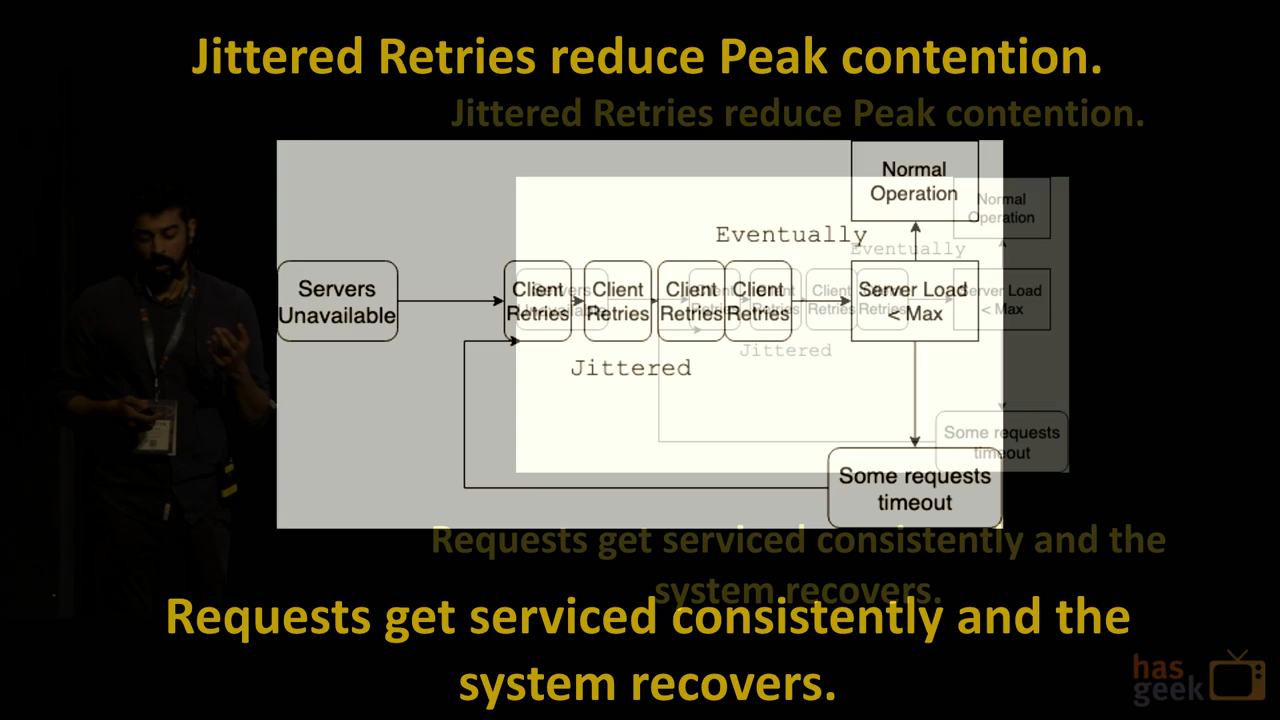 Jittered Retries reduce Peak contention.
Jittered Retries reduce Peak contention.
Normal
Operation
Normal
Operation
Eventually
Eventually
Servers
Unavailable
Client
Retries
Client
Retries
Client
Retries
Client
Retries
Server Load
< Max
Client
Retries
Server Load
< Max
Jittered
Jittered
Some requests
timeout
Some requests
timeout
Requests get serviced consistently and the
system recovers.
Requests get serviced consistently and the
system recovers.
has
geek